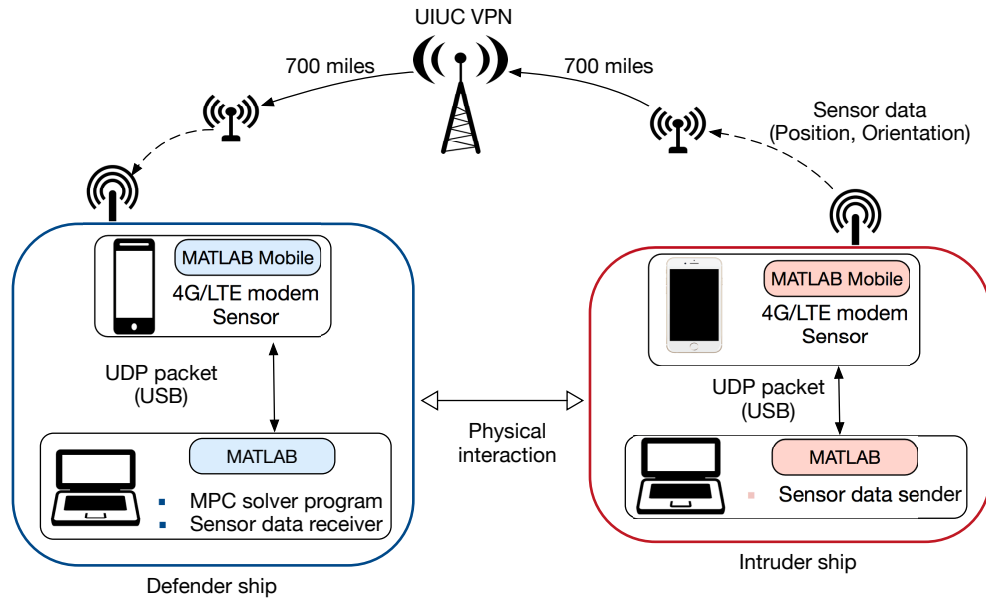 UIUC VPN
700 miles
700 miles
Sensor data
(Position, Orientation)
MATLAB Mobile
4G/LTE modem
Sensor
UDP packet
(USB)
MATLAB
▪ MPC solver program
▪ Sensor data receiver
Defender ship
Physical
interaction
MATLAB Mobile
4G/LTE modem
Sensor
UDP packet
(USB)
MATLAB
▪ Sensor data sender
Intruder ship